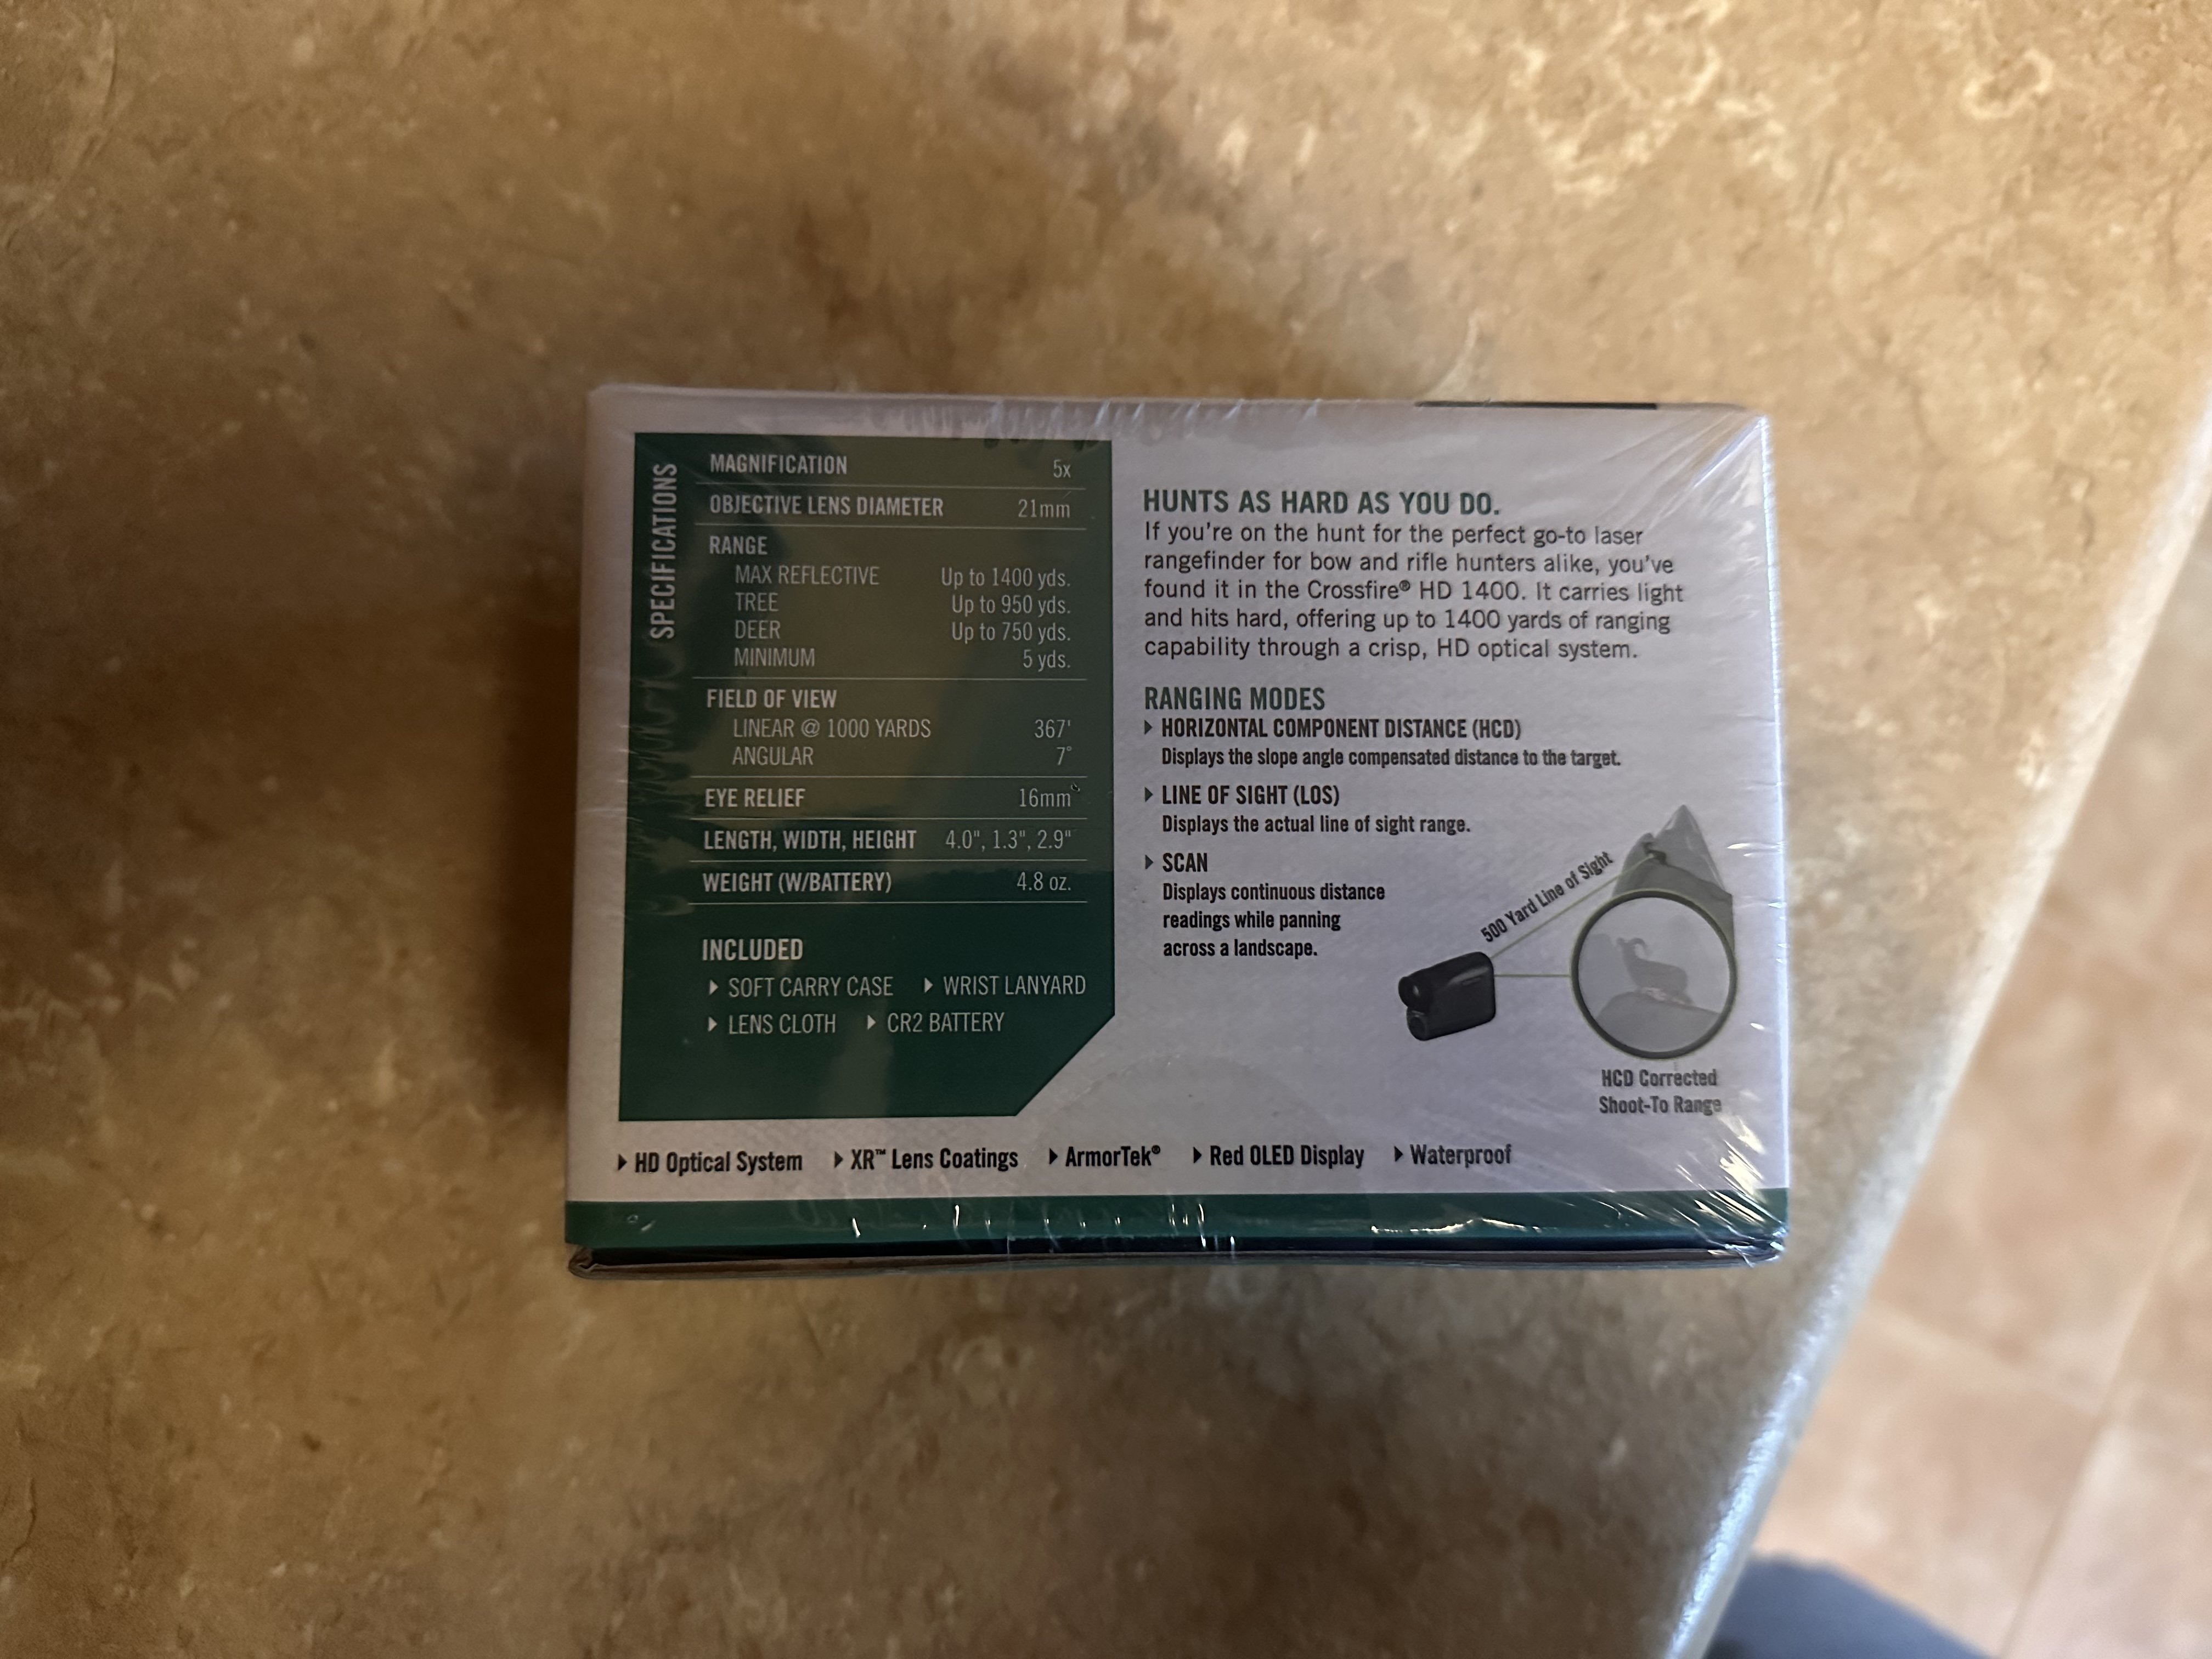 SPECIFICATIONS
MAGNIFICATION 5x
OBJECTIVE LENS DIAMETER 21mm
RANGE
MAX REFLECTIVE Up to 1400 yds.
TREE Up to 950 yds.
DEER Up to 750 yds.
MINIMUM 5 yds.
FIELD OF VIEW
LINEAR @ 1000 YARDS 367'
ANGULAR 7°
EYE RELIEF 16mm
LENGTH, WIDTH, HEIGHT 4.0", 1.3", 2.9"
WEIGHT (W/BATTERY) 4.8 oz.
INCLUDED
SOFT CARRY CASE WRIST LANYARD
LENS CLOTH CR2 BATTERY
HUNTS AS HARD AS YOU DO.
If you're on the hunt for the perfect go-to laser
rangefinder for bow and rifle hunters alike, you've
found it in the Crossfire® HD 1400. It carries light
and hits hard, offering up to 1400 yards of ranging
capability through a crisp, HD optical system.
RANGING MODES
HORIZONTAL COMPONENT DISTANCE (HCD)
Displays the slope angle compensated distance to the target.
LINE OF SIGHT (LOS)
Displays the actual line of sight range.
SCAN
Displays continuous distance
readings while panning
across a landscape.
500 Yard Line of Sight
HCD Corrected
Shoot-To Range
HD Optical System XR™ Lens Coatings ArmorTek® Red OLED Display Waterproof